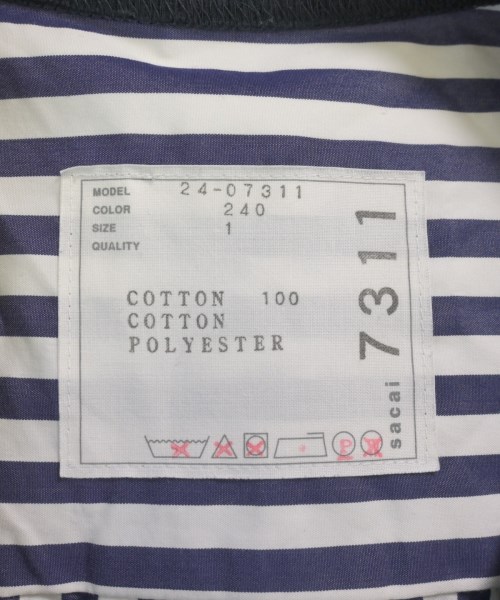 MODEL 24-07311
COLOR 240
SIZE 1
QUALITY
COTTON 100
COTTON
POLYESTER
sacai 7311
P